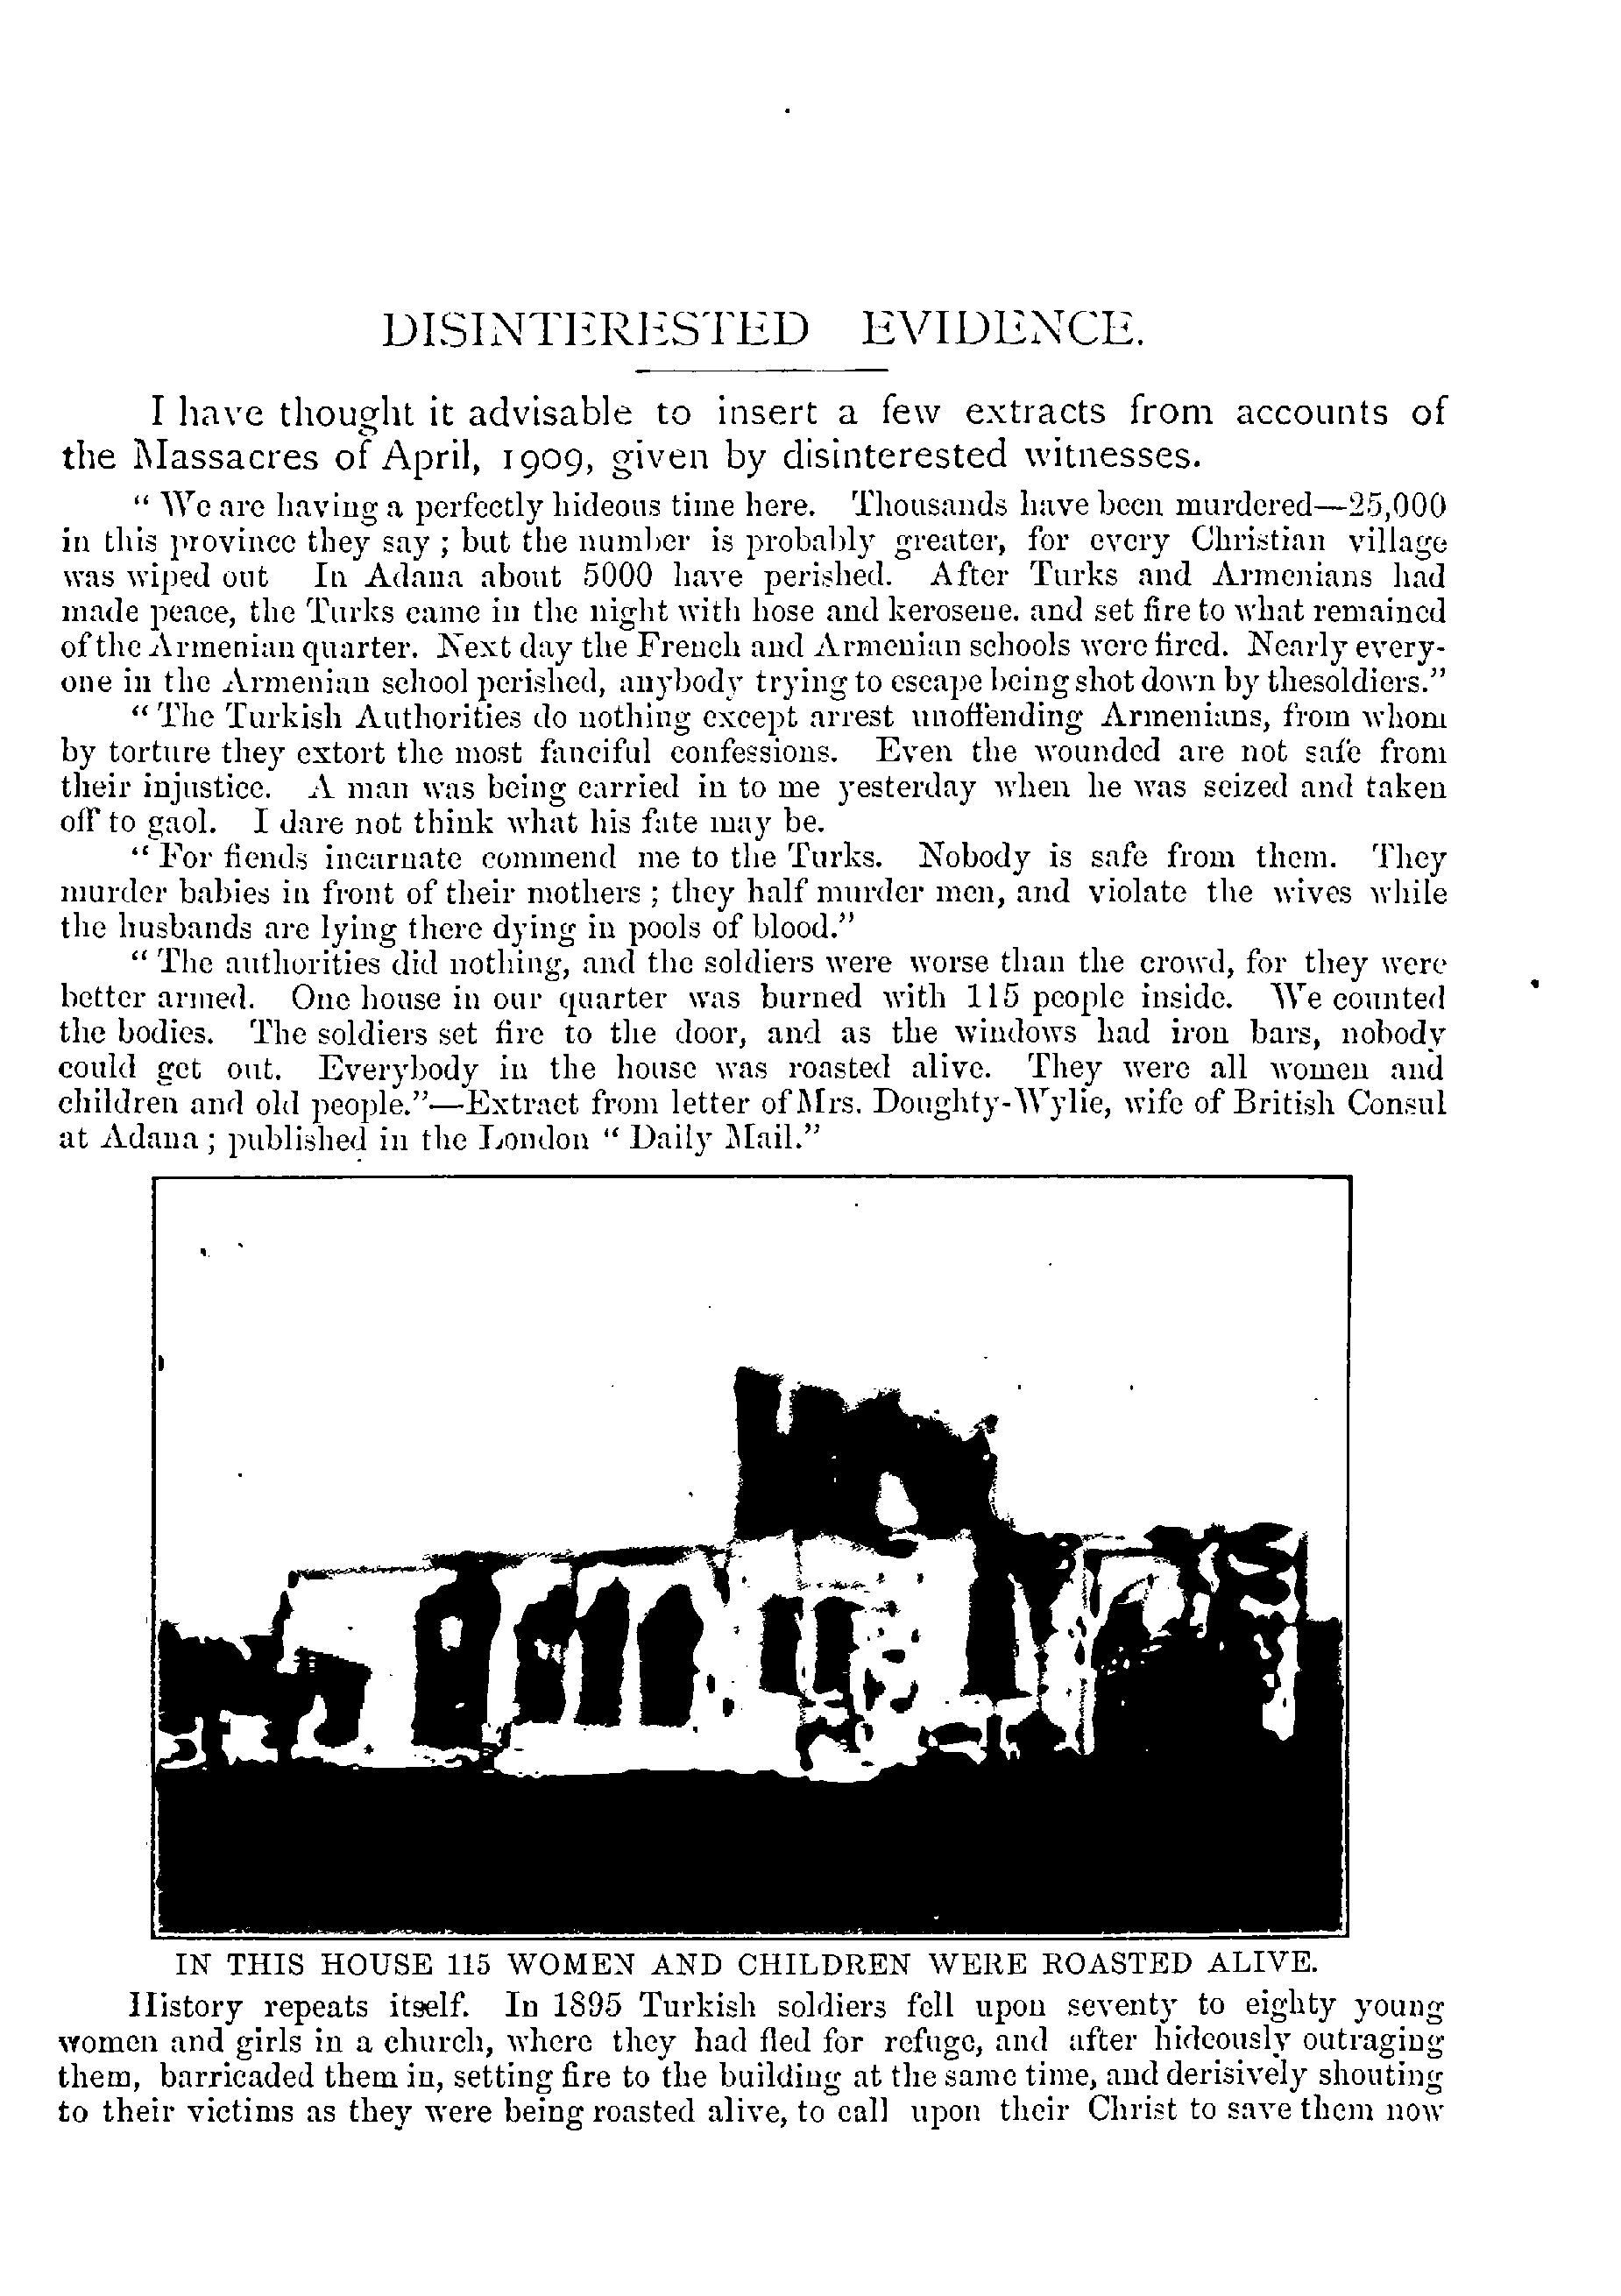 DISINTERESTED EVIDENCE.
I have thought it advisable to insert a few extracts from accounts of
the Massacres of April, 1909, given by disinterested witnesses.
“ We are having a perfectly hideous time here. Thousands have been murdered—25,000
in this province they say ; but the number is probably greater, for every Christian village
was wiped out In Adana about 5000 have perished. After Turks and Armenians had
made peace, the Turks came in the night with hose and kerosene. and set fire to what remained
of the Armenian quarter. Next day the French and Armenian schools were fired. Nearly every-
one in the Armenian school perished, anybody trying to escape being shot down by thesoldiers.”
“ The Turkish Authorities do nothing except arrest unoffending Armenians, from whom
by torture they extort the most fanciful confessions. Even the wounded are not safe from
their injustice. A man was being carried in to me yesterday when he was seized and taken
off to gaol. I dare not think what his fate may be.
“ For fiends incarnate commend me to the Turks. Nobody is safe from them. They
murder babies in front of their mothers ; they half murder men, and violate the wives while
the husbands are lying there dying in pools of blood.”
“ The authorities did nothing, and the soldiers were worse than the crowd, for they were
better armed. One house in our quarter was burned with 115 people inside. We counted
the bodies. The soldiers set fire to the door, and as the windows had iron bars, nobody
could get out. Everybody in the house was roasted alive. They were all women and
children and old people.”—Extract from letter of Mrs. Doughty-Wylie, wife of British Consul
at Adana ; published in the London “ Daily Mail.”
IN THIS HOUSE 115 WOMEN AND CHILDREN WERE ROASTED ALIVE.
History repeats itself. In 1895 Turkish soldiers fell upon seventy to eighty young
women and girls in a church, where they had fled for refuge, and after hideously outraging
them, barricaded them in, setting fire to the building at the same time, and derisively shouting
to their victims as they were being roasted alive, to call upon their Christ to save them now